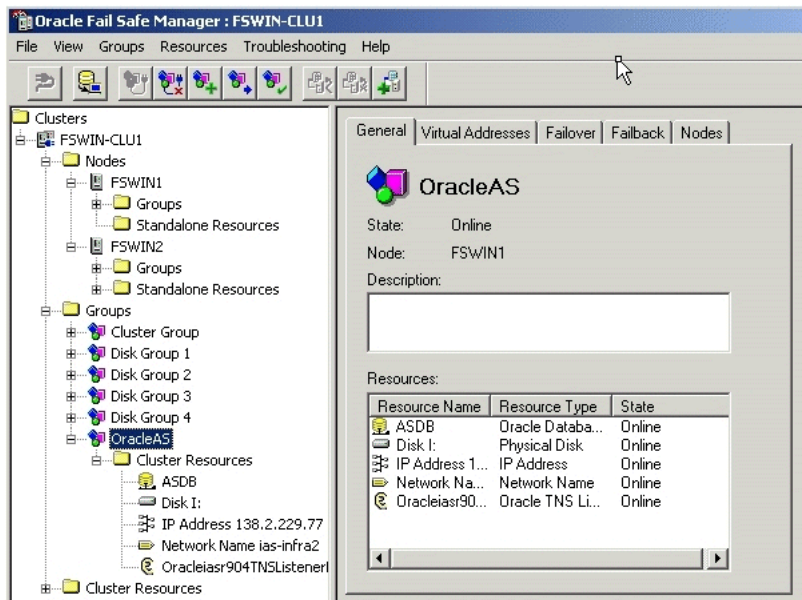 Oracle Fail Safe Manager : FSWIN-CLU1
File View Groups Resources Troubleshooting Help
Clusters
FSWIN-CLU1
Nodes
FSWIN1
Groups
Standalone Resources
FSWIN2
Groups
Standalone Resources
Groups
Cluster Group
Disk Group 1
Disk Group 2
Disk Group 3
Disk Group 4
OracleAS
Cluster Resources
ASDB
Disk I:
IP Address 138.2.229.77
Network Name ias-infra2
Oracleiasr904TNSListenerI
Cluster Resources
General Virtual Addresses Failover Failback Nodes
OracleAS
State: Online
Node: FSWIN1
Description:
Resources:
Resource Name Resource Type State
ASDB Oracle Databa... Online
Disk I: Physical Disk Online
IP Address 1... IP Address Online
Network Na... Network Name Online
Oracleiasr90... Oracle TNS Li... Online